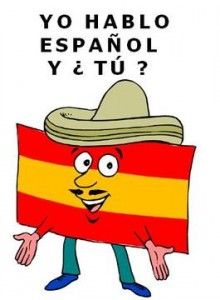 YO HABLO
ESPAÑOL
Y ¿ TÚ ?